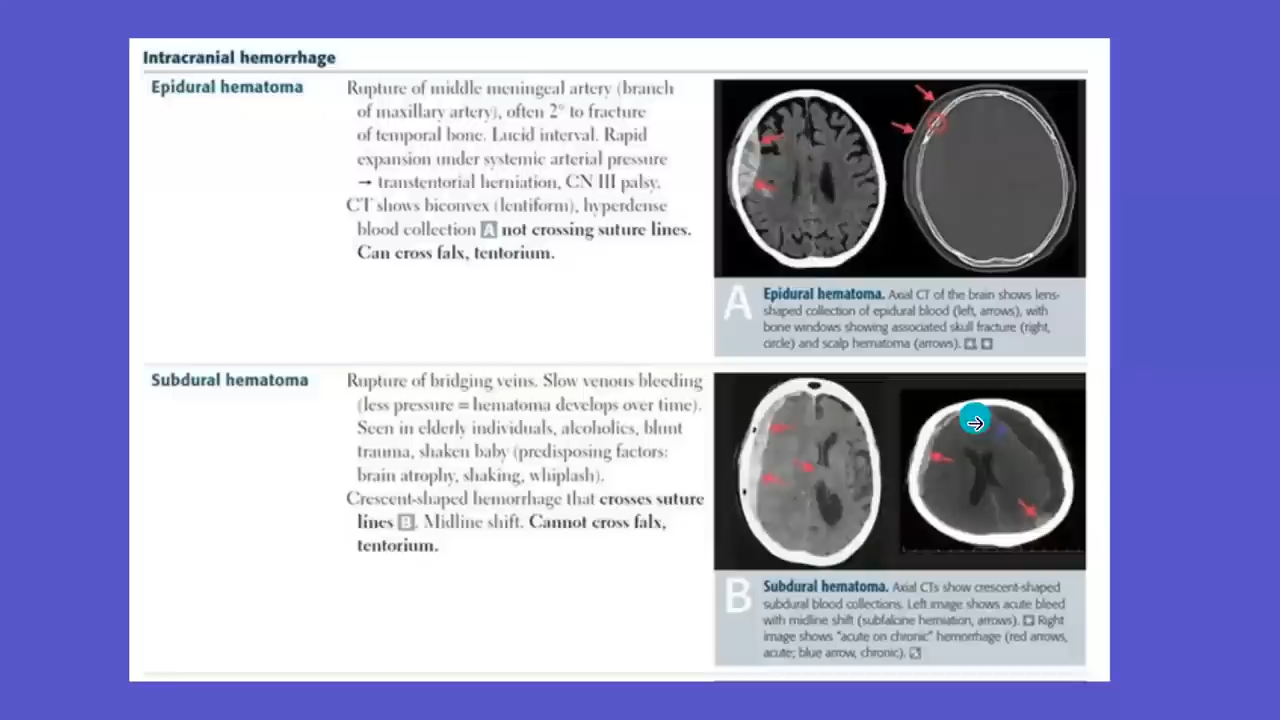 Intracranial hemorrhage
Epidural hematoma
Rupture of middle meningeal artery (branch
of maxillary artery), often 2° to fracture
of temporal bone. Lucid interval. Rapid
expansion under systemic arterial pressure
→ transtentorial herniation, CN III palsy.
CT shows biconvex (lentiform), hyperdense
blood collection A not crossing suture lines.
Can cross falx, tentorium.
A
Epidural hematoma. Axial CT of the brain shows lens-
shaped collection of epidural blood (left, arrows), with
bone windows showing associated skull fracture (right,
circle) and scalp hematoma (arrows).
Subdural hematoma
Rupture of bridging veins. Slow venous bleeding
(less pressure = hematoma develops over time).
Seen in elderly individuals, alcoholics, blunt
trauma, shaken baby (predisposing factors:
brain atrophy, shaking, whiplash).
Crescent-shaped hemorrhage that crosses suture
lines B. Midline shift. Cannot cross falx,
tentorium.
B
Subdural hematoma. Axial CTs show crescent-shaped
subdural blood collections. Left image shows acute bleed
with midline shift (subfalcine herniation, arrows). Right
image shows "acute on chronic" hemorrhage (red arrows,
acute; blue arrow, chronic).